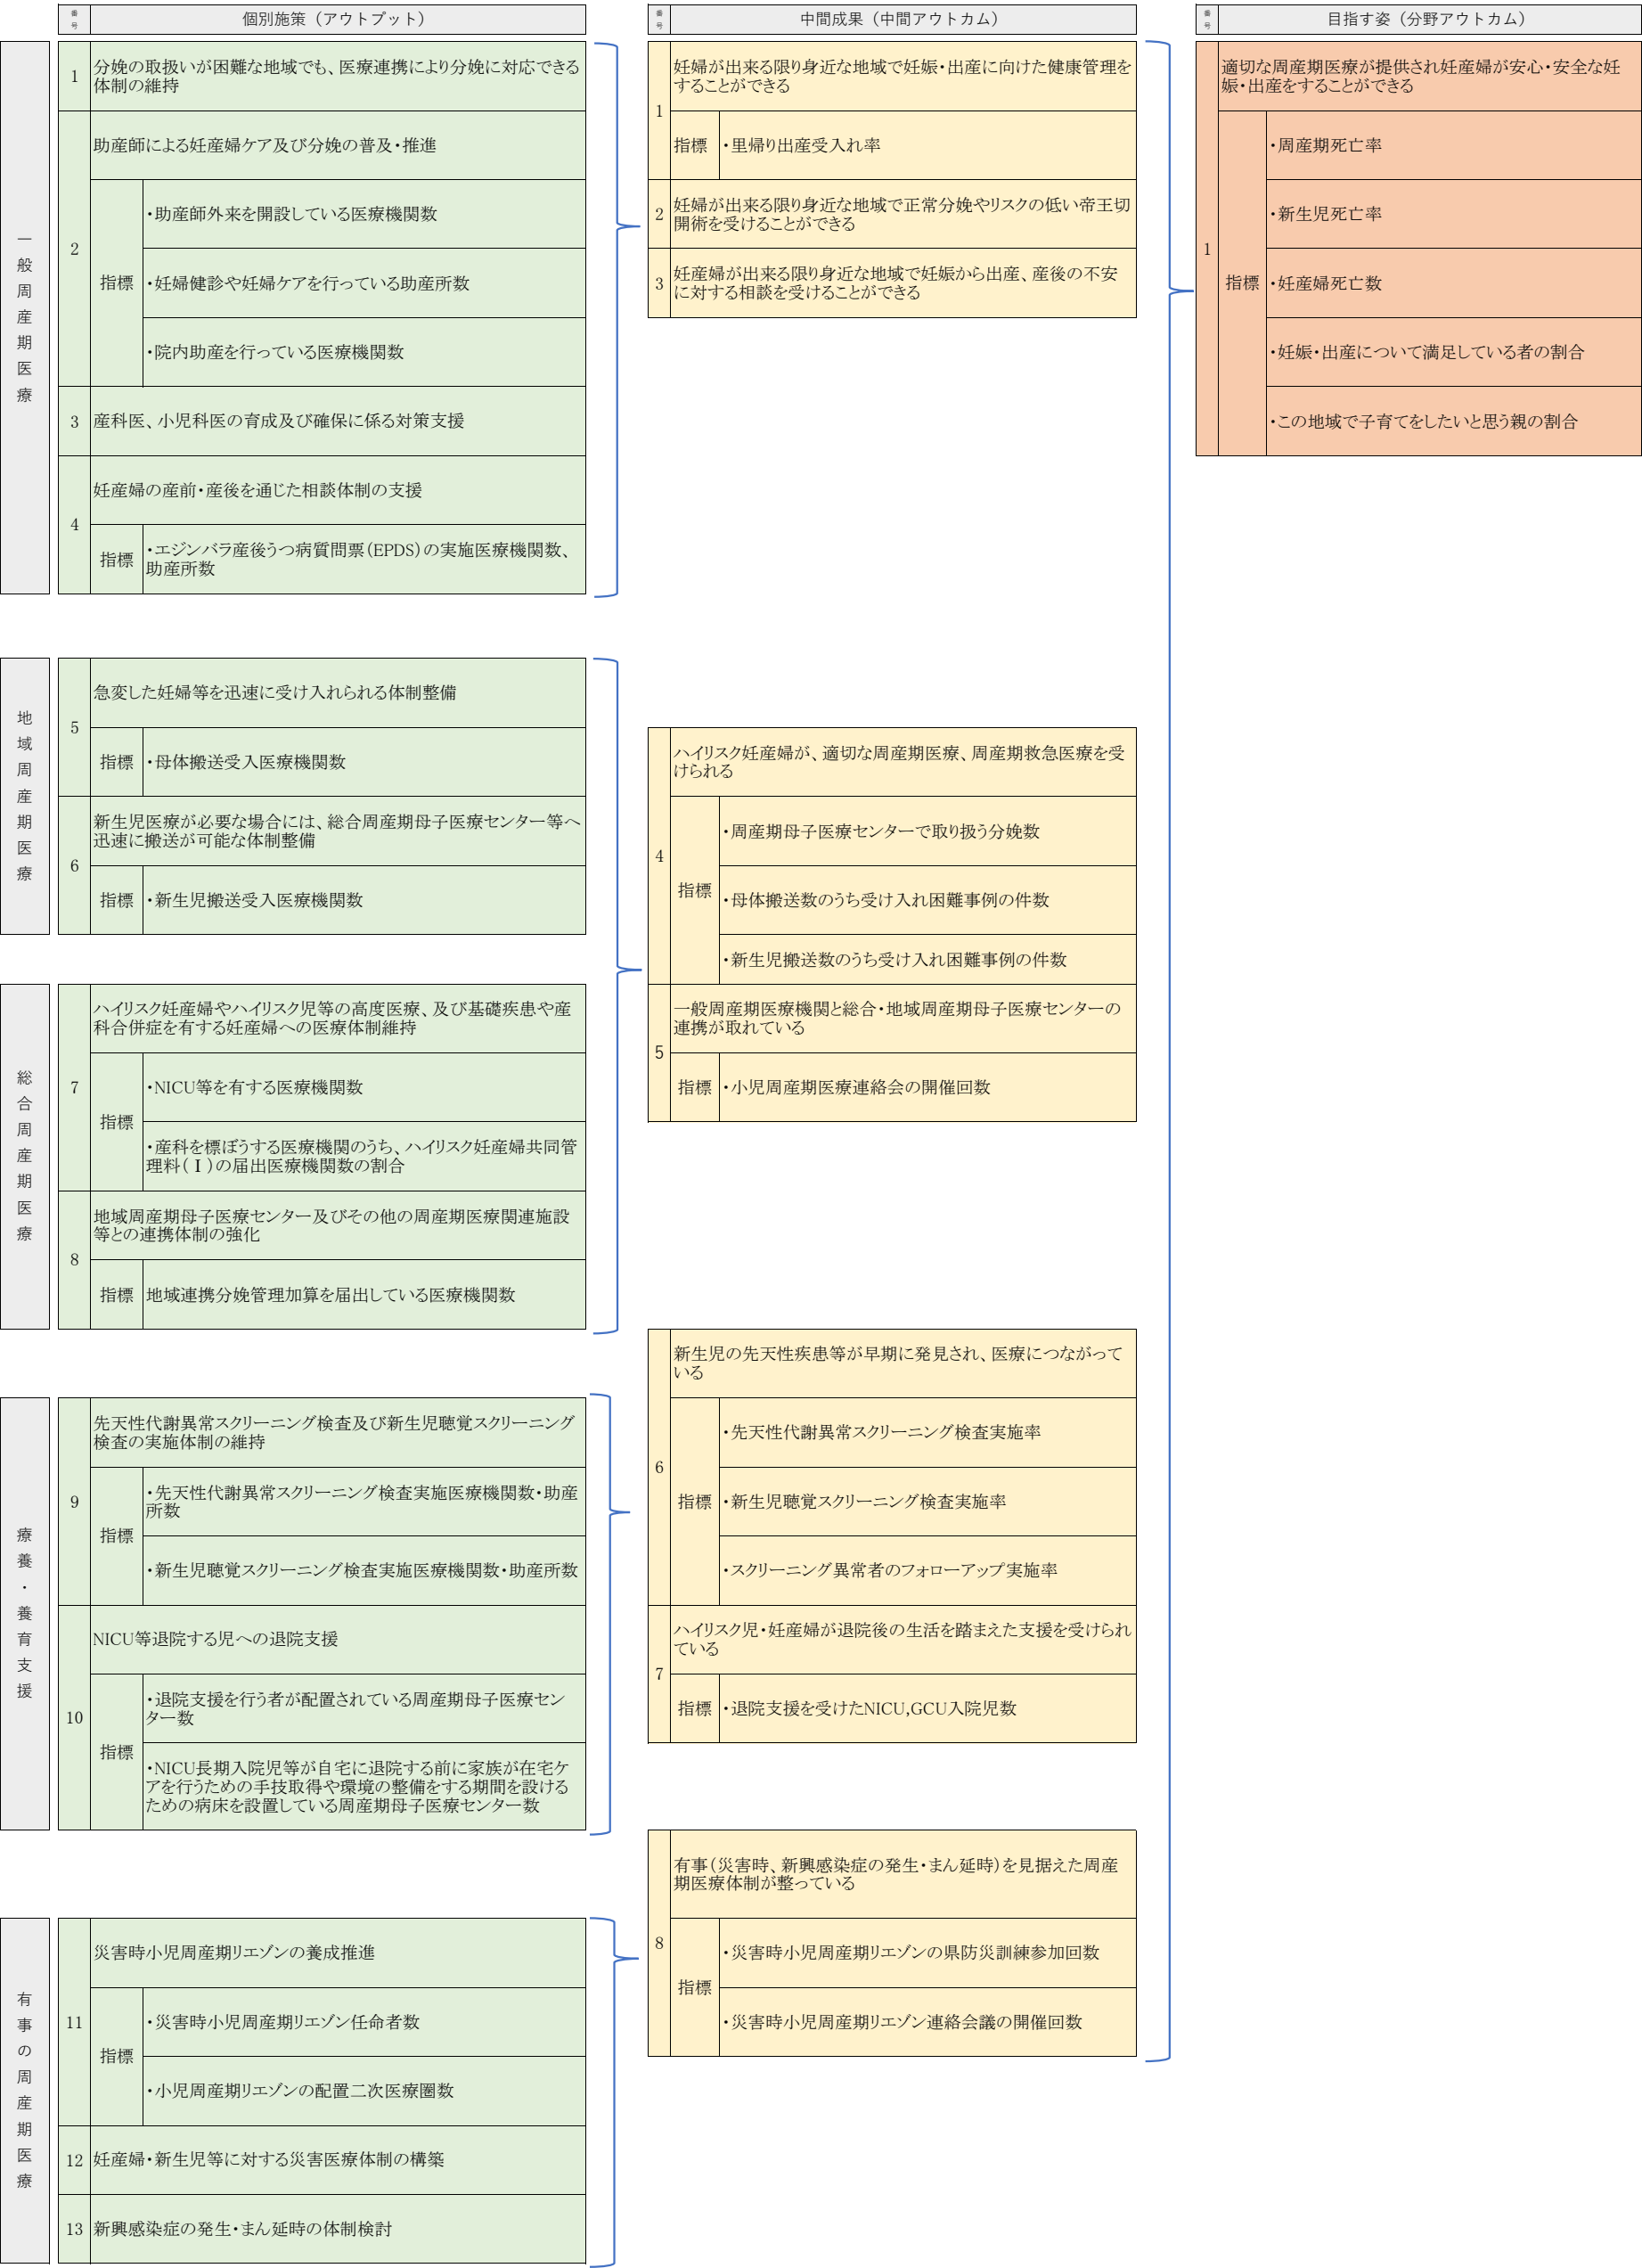 番号
個別施策（アウトプット）
番号
中間成果（中間アウトカム）
番号
目指す姿（分野アウトカム）
一般周産期医療
1
分娩の取扱いが困難な地域でも、医療連携により分娩に対応できる
体制の維持
2
助産師による妊産婦ケア及び分娩の普及・推進
指標
・助産師外来を開設している医療機関数
・妊婦健診や妊婦ケアを行っている助産所数
・院内助産を行っている医療機関数
3
産科医、小児科医の育成及び確保に係る対策支援
4
妊産婦の産前・産後を通じた相談体制の支援
指標
・エジンバラ産後うつ病質問票（EPDS）の実施医療機関数、
助産所数
1
妊婦が出来る限り身近な地域で妊娠・出産に向けた健康管理を
することができる
指標
・里帰り出産受入れ率
2
妊婦が出来る限り身近な地域で正常分娩やリスクの低い帝王切
開術を受けることができる
3
妊産婦が出来る限り身近な地域で妊娠から出産、産後の不安
に対する相談を受けることができる
1
適切な周産期医療が提供され妊産婦が安心・安全な妊
娠・出産をすることができる
指標
・周産期死亡率
・新生児死亡率
・妊産婦死亡数
・妊娠・出産について満足している者の割合
・この地域で子育てをしたいと思う親の割合
地域周産期医療
5
急変した妊婦等を迅速に受け入れられる体制整備
指標
・母体搬送受入医療機関数
6
新生児医療が必要な場合には、総合周産期母子医療センター等へ
迅速に搬送が可能な体制整備
指標
・新生児搬送受入医療機関数
総合周産期医療
7
ハイリスク妊産婦やハイリスク児等の高度医療、及び基礎疾患や産
科合併症を有する妊産婦への医療体制維持
指標
・NICU等を有する医療機関数
・産科を標ぼうする医療機関のうち、ハイリスク妊産婦共同管
理料（Ⅰ）の届出医療機関数の割合
8
地域周産期母子医療センター及びその他の周産期医療関連施設
等との連携体制の強化
指標
地域連携分娩管理加算を届出している医療機関数
4
ハイリスク妊産婦が、適切な周産期医療、周産期救急医療を受
けられる
指標
・周産期母子医療センターで取り扱う分娩数
・母体搬送数のうち受け入れ困難事例の件数
・新生児搬送数のうち受け入れ困難事例の件数
5
一般周産期医療機関と総合・地域周産期母子医療センターの
連携が取れている
指標
・小児周産期医療連絡会の開催回数
療養・養育支援
9
先天性代謝異常スクリーニング検査及び新生児聴覚スクリーニング
検査の実施体制の維持
指標
・先天性代謝異常スクリーニング検査実施医療機関数・助産
所数
・新生児聴覚スクリーニング検査実施医療機関数・助産所数
10
NICU等退院する児への退院支援
指標
・退院支援を行う者が配置されている周産期母子医療セン
ター数
・NICU長期入院児等が自宅に退院する前に家族が在宅ケ
アを行うための手技取得や環境の整備をする期間を設ける
ための病床を設置している周産期母子医療センター数
6
新生児の先天性疾患等が早期に発見され、医療につながって
いる
指標
・先天性代謝異常スクリーニング検査実施率
・新生児聴覚スクリーニング検査実施率
・スクリーニング異常者のフォローアップ実施率
7
ハイリスク児・妊産婦が退院後の生活を踏まえた支援を受けられ
ている
指標
・退院支援を受けたNICU,GCU入院児数
有事の周産期医療
11
災害時小児周産期リエゾンの養成推進
指標
・災害時小児周産期リエゾン任命者数
・小児周産期リエゾンの配置二次医療圏数
12
妊産婦・新生児等に対する災害医療体制の構築
13
新興感染症の発生・まん延時の体制検討
8
有事（災害時、新興感染症の発生・まん延時）を見据えた周産
期医療体制が整っている
指標
・災害時小児周産期リエゾンの県防災訓練参加回数
・災害時小児周産期リエゾン連絡会議の開催回数